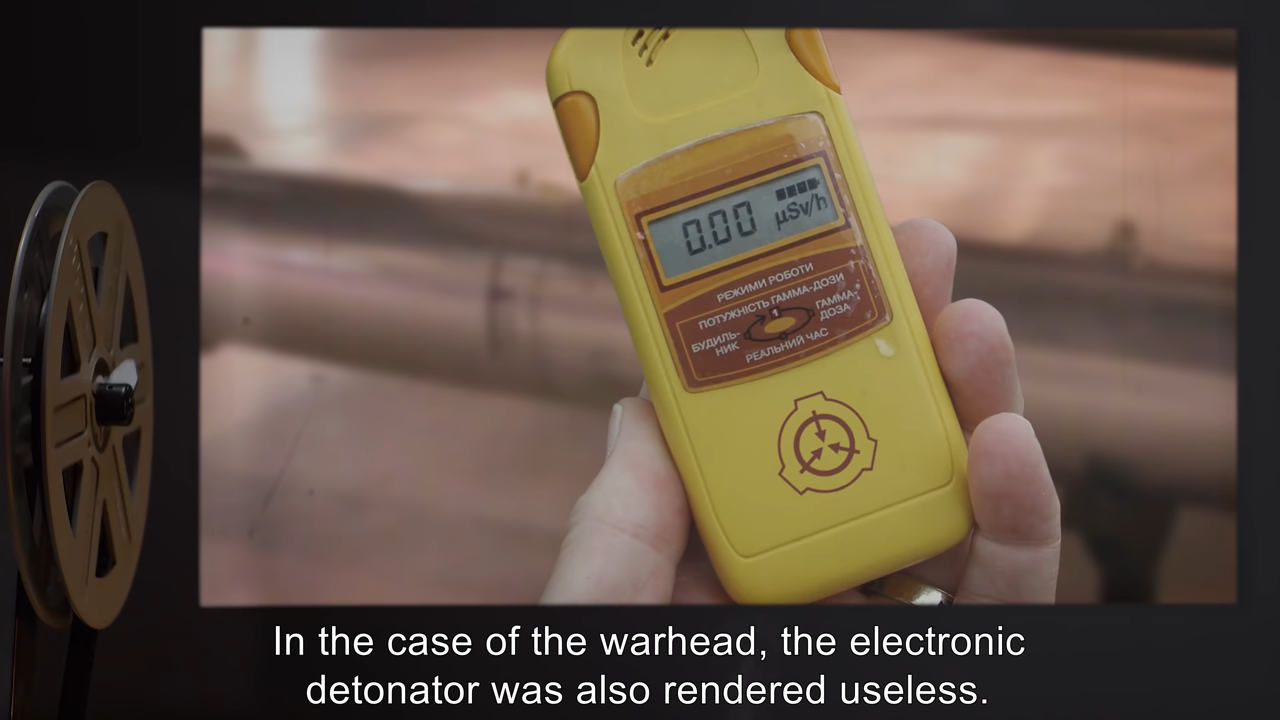 0.00 µSv/h
РЕЖИМИ РОБОТИ
ПОТУЖНІСТЬ ГАММА-ДОЗИ
1
БУДИЛЬ-
НИК
ГАММА-
ДОЗА
РЕАЛЬНИЙ ЧАС
In the case of the warhead, the electronic
detonator was also rendered useless.